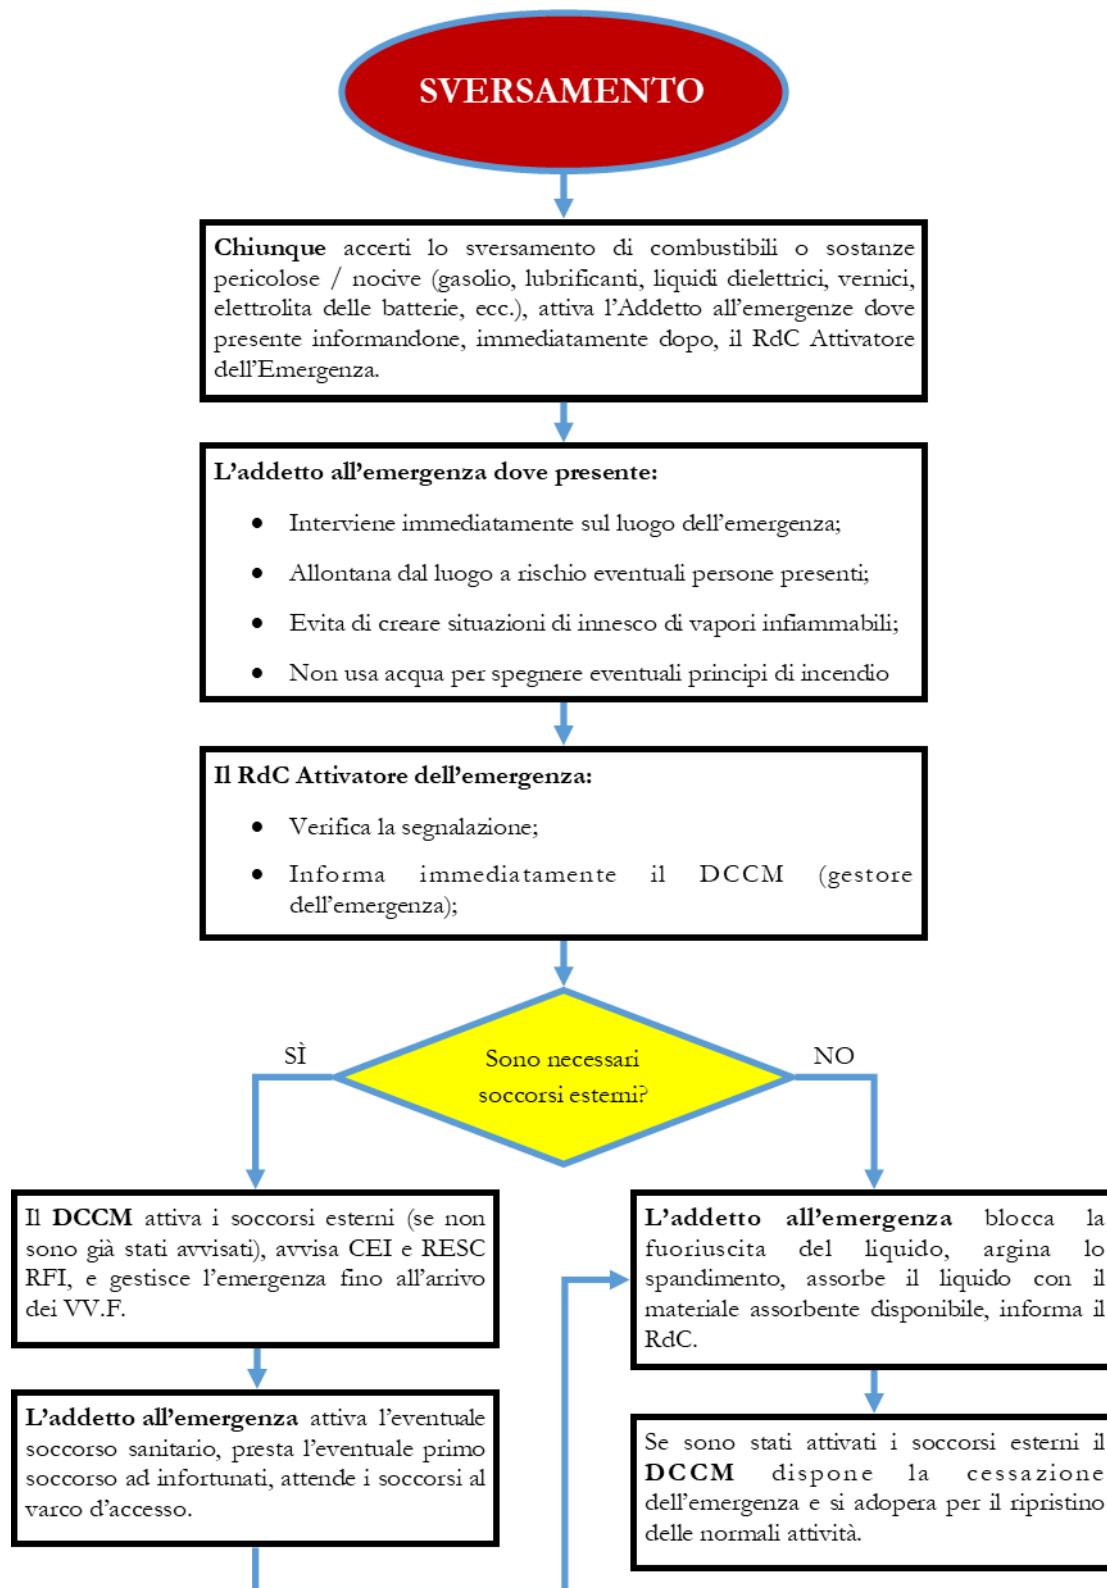 SVERSAMENTO
Chiunque accerti lo sversamento di combustibili o sostanze
pericolose / nocive (gasolio, lubrificanti, liquidi dielettrici, vernici,
elettrolita delle batterie, ecc.), attiva l'Addetto all'emergenze dove
presente informandone, immediatamente dopo, il RdC Attivatore
dell'Emergenza.
L'addetto all'emergenza dove presente:
• Interviene immediatamente sul luogo dell'emergenza;
• Allontana dal luogo a rischio eventuali persone presenti;
• Evita di creare situazioni di innesco di vapori infiammabili;
• Non usa acqua per spegnere eventuali principi di incendio
Il RdC Attivatore dell'emergenza:
• Verifica la segnalazione;
• Informa immediatamente il DCCM (gestore
dell'emergenza);
Sono necessari
soccorsi esterni?
SÌ
NO
Il DCCM attiva i soccorsi esterni (se non
sono già stati avvisati), avvisa CEI e RESC
RFI, e gestisce l'emergenza fino all'arrivo
dei VV.F.
L'addetto all'emergenza attiva l'eventuale
soccorso sanitario, presta l'eventuale primo
soccorso ad infortunati, attende i soccorsi al
varco d'accesso.
L'addetto all'emergenza blocca la
fuoriuscita del liquido, argina lo
spandimento, assorbe il liquido con il
materiale assorbente disponibile, informa il
RdC.
Se sono stati attivati i soccorsi esterni il
DCCM dispone la cessazione
dell'emergenza e si adopera per il ripristino
delle normali attività.